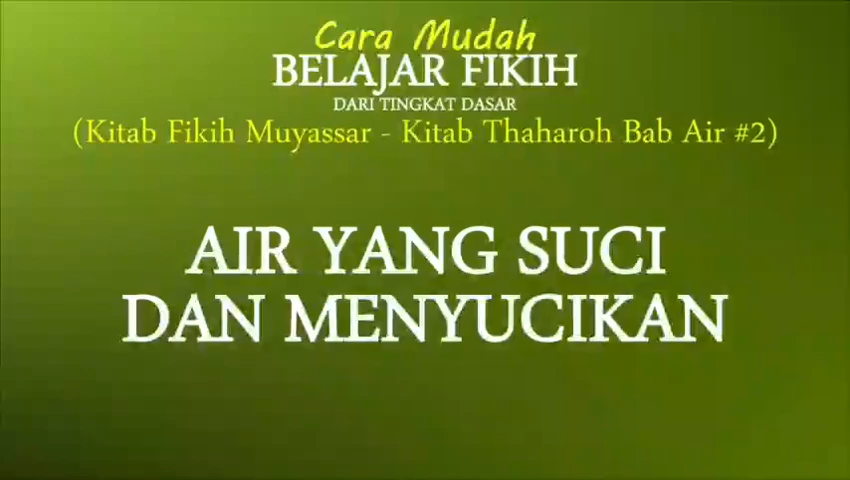 Cara Mudah
BELAJAR FIKIH
DARI TINGKAT DASAR
(Kitab Fikih Muyassar - Kitab Thaharoh Bab Air #2)
AIR YANG SUCI
DAN MENYUCIKAN